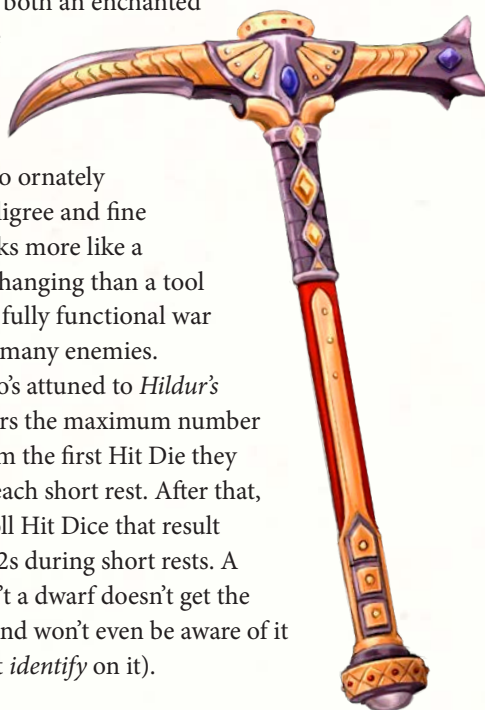 both an enchanted
o ornately
ligree and fine
ks more like a
hanging than a tool
fully functional war
many enemies.
o’s attuned to Hildur’s
rs the maximum number
m the first Hit Die they
each short rest. After that,
ll Hit Dice that result
2s during short rests. A
’t a dwarf doesn’t get the
nd won’t even be aware of it
t identify on it).